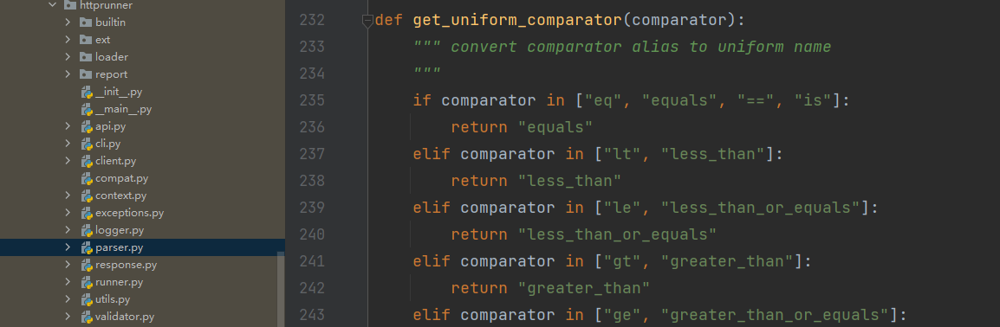 httprunner
builtin
ext
loader
report
__init__.py
__main__.py
api.py
cli.py
client.py
compat.py
context.py
exceptions.py
logger.py
parser.py
response.py
runner.py
utils.py
validator.py
232 def get_uniform_comparator(comparator):
233 """ convert comparator alias to uniform name
234 """
235 if comparator in ["eq", "equals", "==", "is"]:
236 return "equals"
237 elif comparator in ["lt", "less_than"]:
238 return "less_than"
239 elif comparator in ["le", "less_than_or_equals"]:
240 return "less_than_or_equals"
241 elif comparator in ["gt", "greater_than"]:
242 return "greater_than"
243 elif comparator in ["ge", "greater_than_or_equals"]: